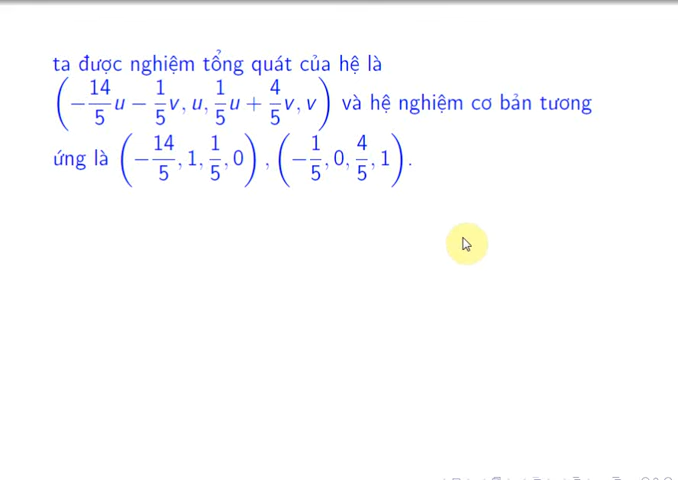 ta được nghiệm tổng quát của hệ là
(−14/5 u − 1/5 v, u, 1/5 u + 4/5 v, v) và hệ nghiệm cơ bản tương
ứng là (−14/5, 1, 1/5, 0), (−1/5, 0, 4/5, 1).